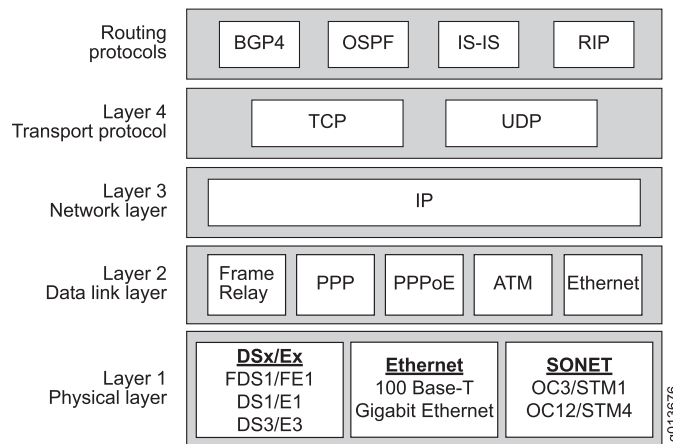 Routing
protocols
BGP4
OSPF
IS-IS
RIP
Layer 4
Transport protocol
TCP
UDP
Layer 3
Network layer
IP
Layer 2
Data link layer
Frame
Relay
PPP
PPPoE
ATM
Ethernet
Layer 1
Physical layer
DSx/Ex
FDS1/FE1
DS1/E1
DS3/E3
Ethernet
100 Base-T
Gigabit Ethernet
SONET
OC3/STM1
OC12/STM4
g013676